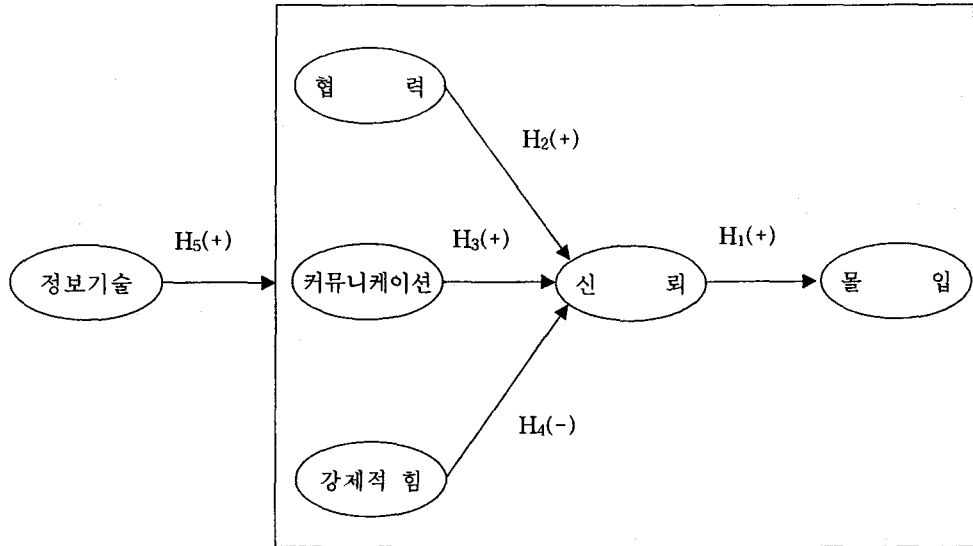 협 력
H₂(+)
H₅(+)
H₃(+)
H₁(+)
정보기술
커뮤니케이션
신 뢰
몰 입
H₄(-)
강제적 힘